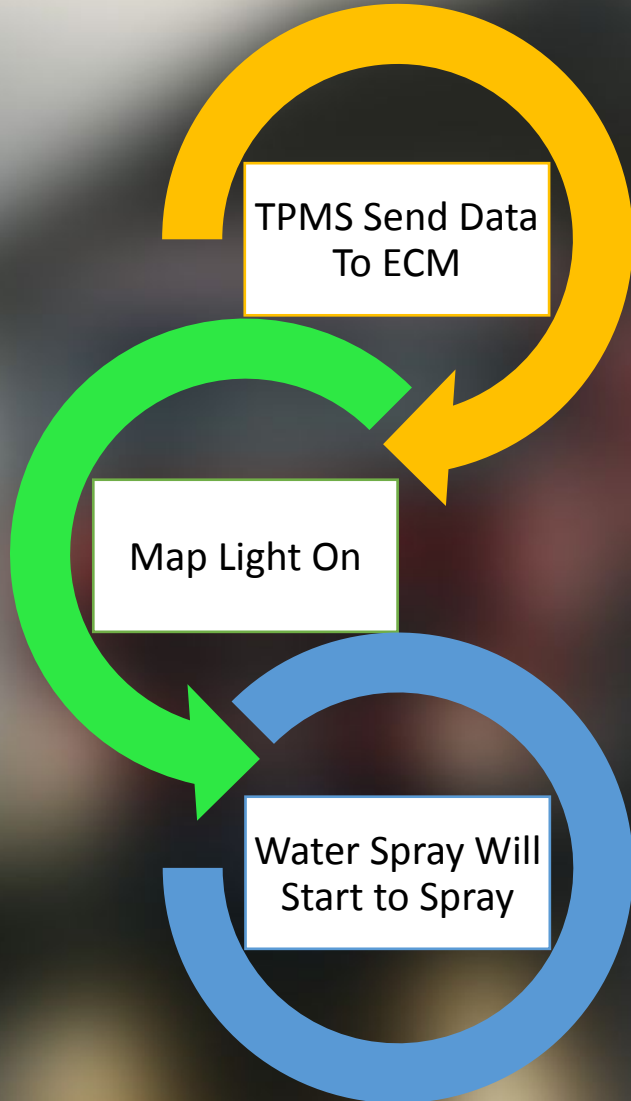 TPMS Send Data
To ECM
Map Light On
Water Spray Will
Start to Spray